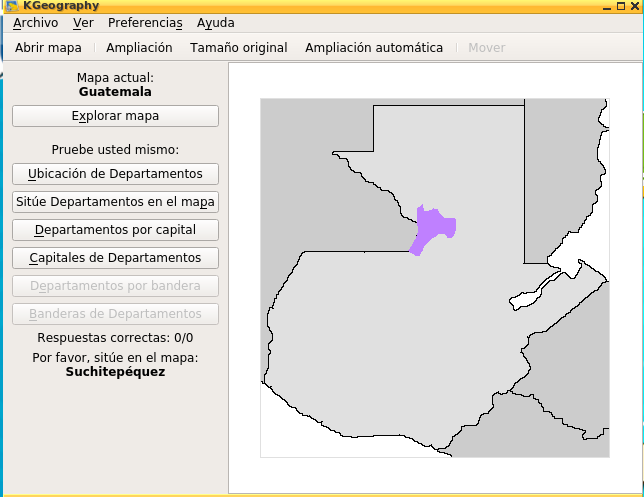 KGeography
Archivo Ver Preferencias Ayuda
Abrir mapa Ampliación Tamaño original Ampliación automática Mover
Mapa actual:
Guatemala
Explorar mapa
Pruebe usted mismo:
Ubicación de Departamentos
Sitúe Departamentos en el mapa
Departamentos por capital
Capitales de Departamentos
Departamentos por bandera
Banderas de Departamentos
Respuestas correctas: 0/0
Por favor, sitúe en el mapa:
Suchitepéquez